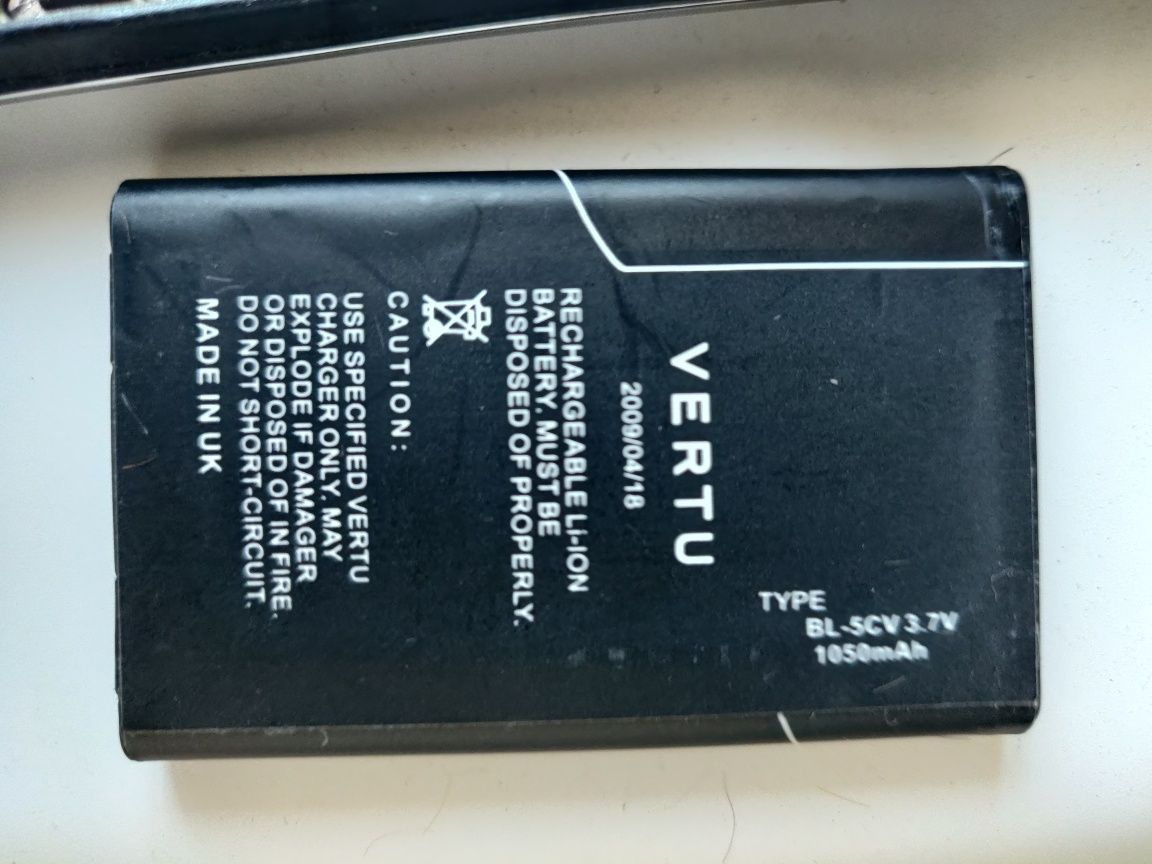 TYPE
BL-5CV 3.7V
1050mAh
VERTU
2009/04/18
RECHARGEABLE Li-ION
BATTERY. MUST BE
DISPOSED OF PROPERLY.
CAUTION:
USE SPECIFIED VERTU
CHARGER ONLY. MAY
EXPLODE IF DAMAGER
OR DISPOSED OF IN FIRE.
DO NOT SHORT-CIRCUIT.
MADE IN UK